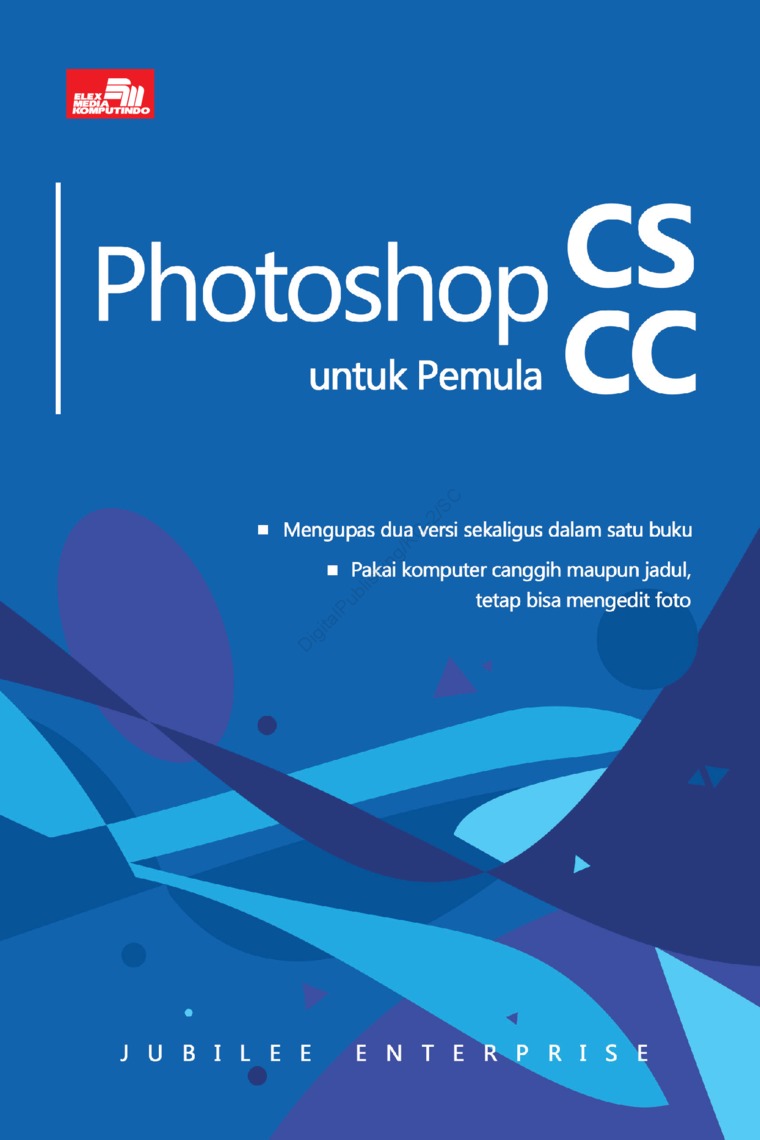 ELEX
MEDIA
KOMPUTINDO
Photoshop CS
CC
untuk Pemula
■ Mengupas dua versi sekaligus dalam satu buku
■ Pakai komputer canggih maupun jadul,
tetap bisa mengedit foto
JUBILEE ENTERPRISE